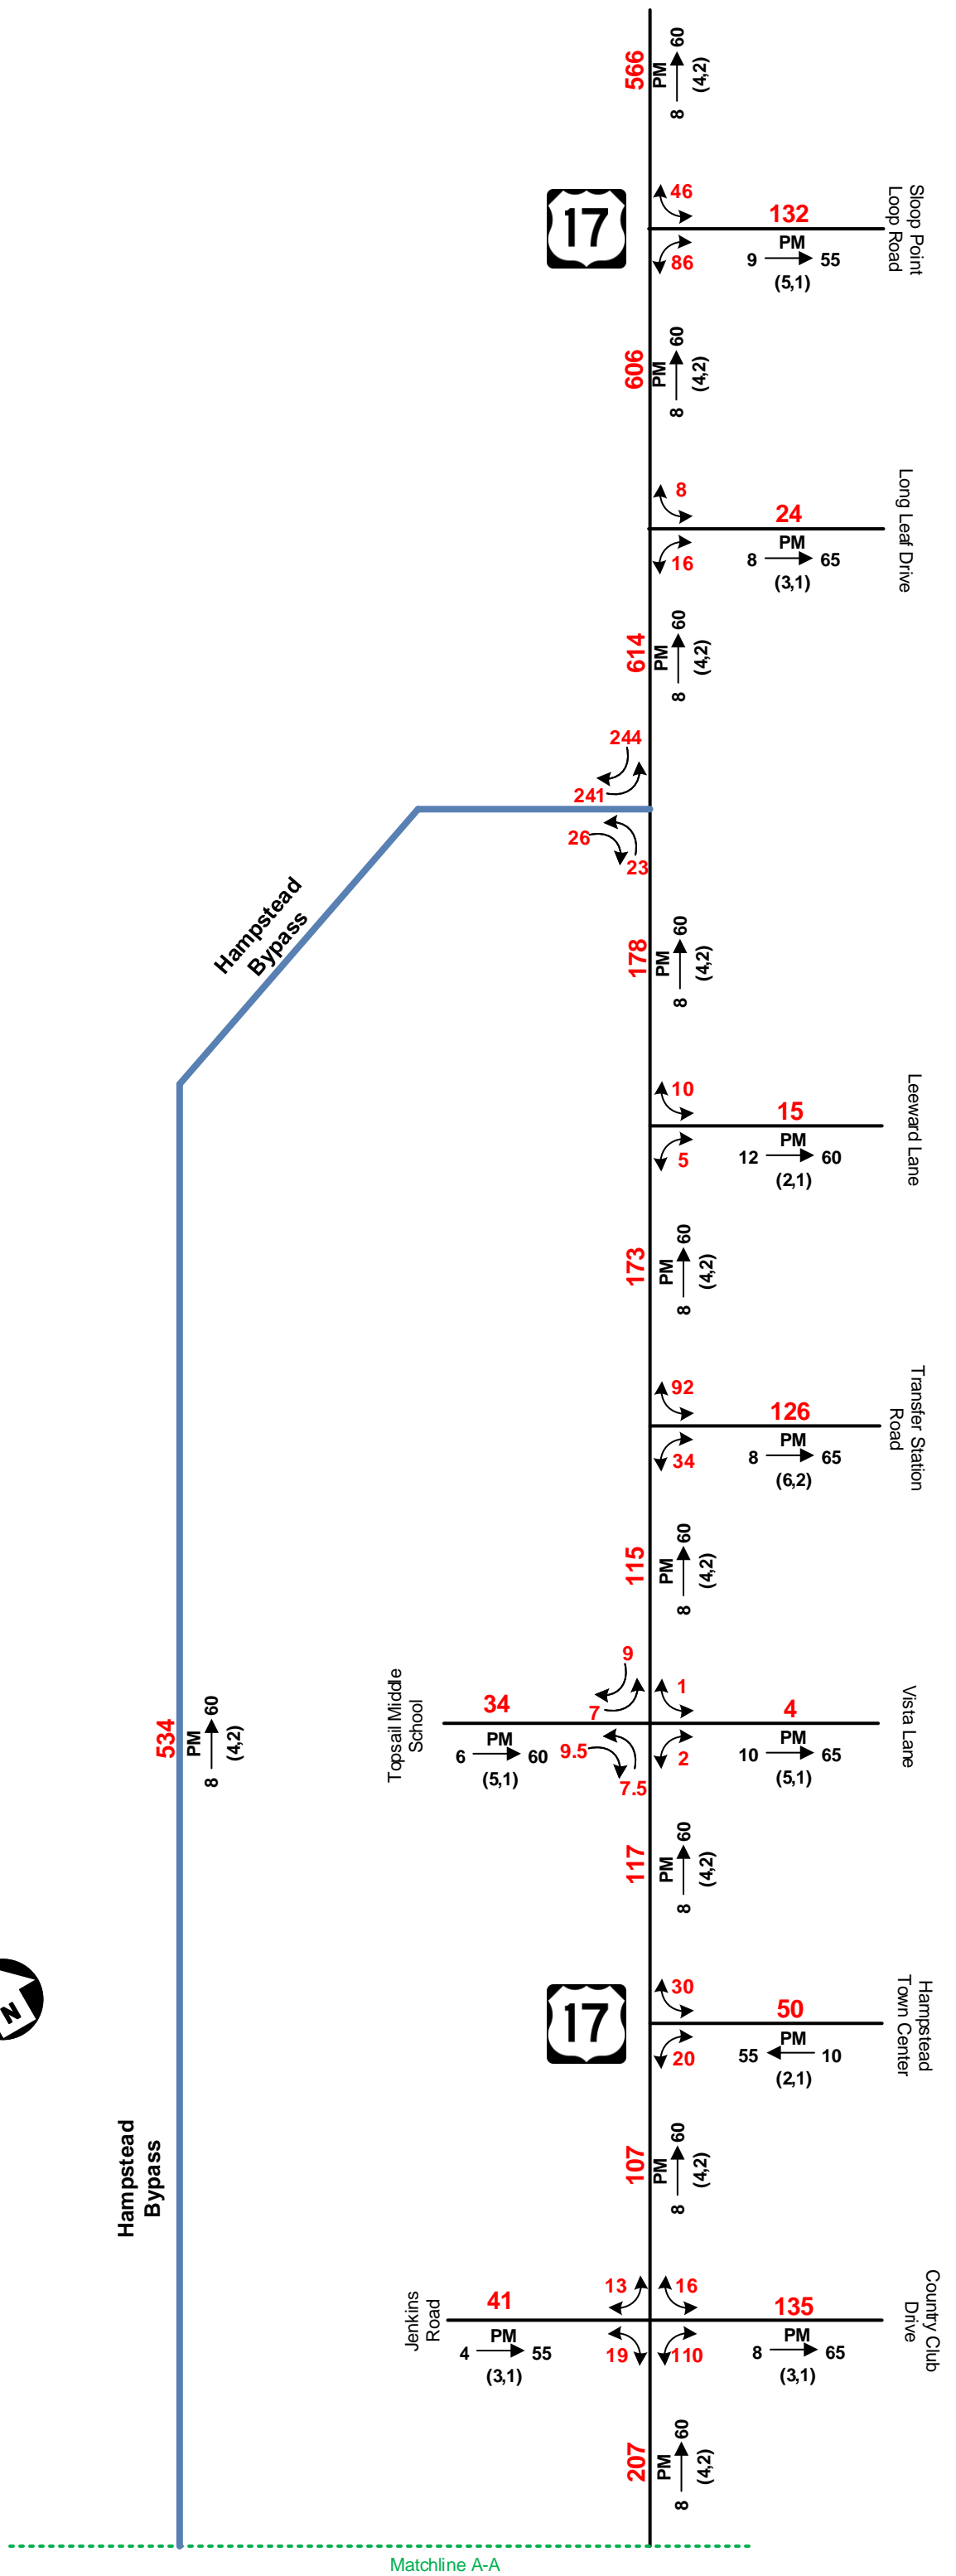 566
PM
8 60
(4,2)
Sloop Point
Loop Road
46
132
17
86
PM
9 55
(5,1)
606
PM
8 60
(4,2)
Long Leaf Drive
8
24
16
PM
8 65
(3,1)
614
PM
8 60
(4,2)
244
241
26
23
Hampstead
Bypass
178
PM
8 60
(4,2)
Leeward Lane
10
15
5
PM
12 60
(2,1)
173
PM
8 60
(4,2)
Transfer Station
Road
92
126
34
PM
8 65
(6,2)
115
PM
8 60
(4,2)
534
PM
8 60
(4,2)
Topsail Middle
School
34
PM
6 60
(5,1)
9
7
9.5
7.5
1
2
4
PM
10 65
(5,1)
Vista Lane
117
PM
8 60
(4,2)
N
17
30
50
20
PM
55 10
(2,1)
Hampstead
Town Center
Hampstead
Bypass
107
PM
8 60
(4,2)
Jenkins
Road
41
PM
4 55
(3,1)
13
16
19
110
135
PM
8 65
(3,1)
Country Club
Drive
207
PM
8 60
(4,2)
Matchline A-A